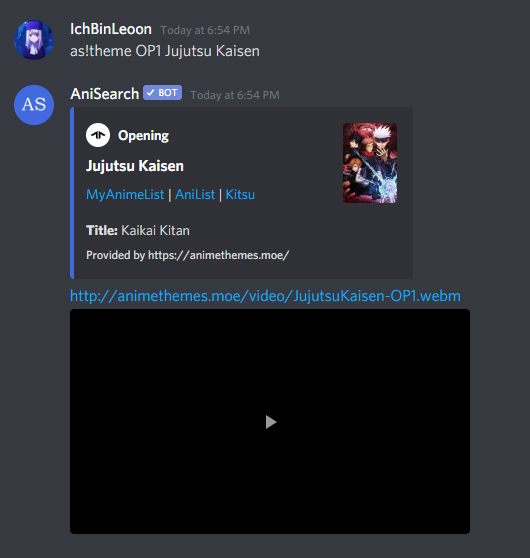 IchBinLeoon Today at 6:54 PM
as!theme OP1 Jujutsu Kaisen
AS
AniSearch BOT Today at 6:54 PM
Opening
Jujutsu Kaisen
MyAnimeList | AniList | Kitsu
Title: Kaikai Kitan
Provided by https://animethemes.moe/
http://animethemes.moe/video/JujutsuKaisen-OP1.webm